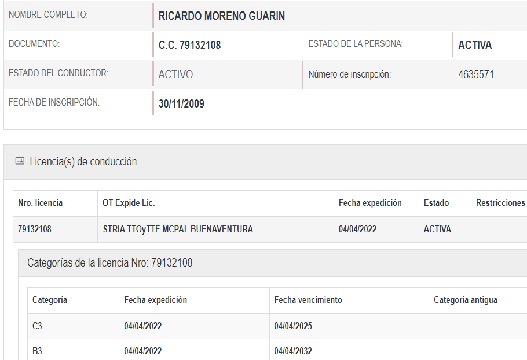 NOMBRE COMPLETO: RICARDO MORENO GUARIN
DOCUMENTO: C.C. 79132108 ESTADO DE LA PERSONA: ACTIVA
ESTADO DEL CONDUCTOR: ACTIVO Número de inscripción: 4635571
FECHA DE INSCRIPCIÓN: 30/11/2009
Licencia(s) de conducción
Nro. licencia OT Expide Lic. Fecha expedición Estado Restricciones
79132108 STRIA TTOyTTE MCPAL BUENAVENTURA 04/04/2022 ACTIVA
Categorías de la licencia Nro: 79132108
Categoría Fecha expedición Fecha vencimiento Categoria antigua
C3 04/04/2022 04/04/2025
B3 04/04/2022 04/04/2032